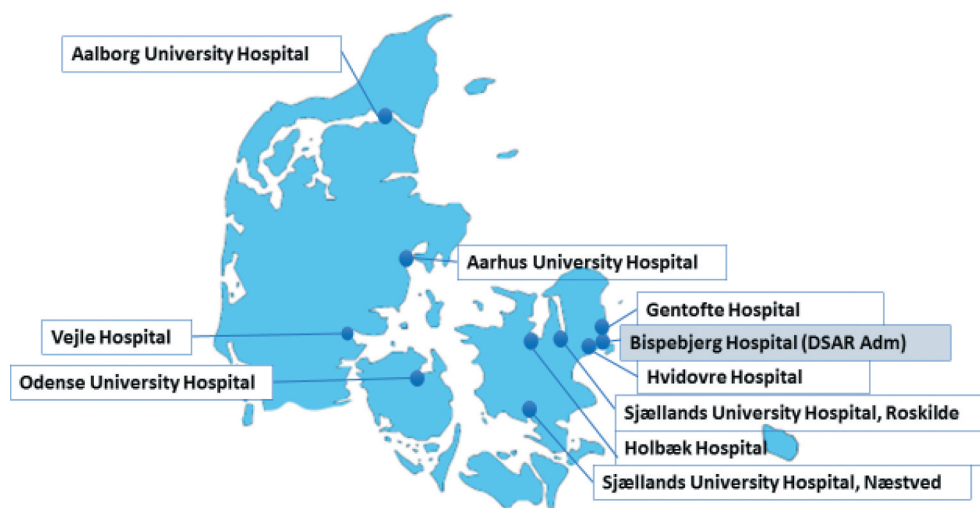 Aalborg University Hospital
Aarhus University Hospital
Gentofte Hospital
Vejle Hospital
Bispebjerg Hospital (DSAR Adm)
Odense University Hospital
Hvidovre Hospital
Sjællands University Hospital, Roskilde
Holbæk Hospital
Sjællands University Hospital, Næstved